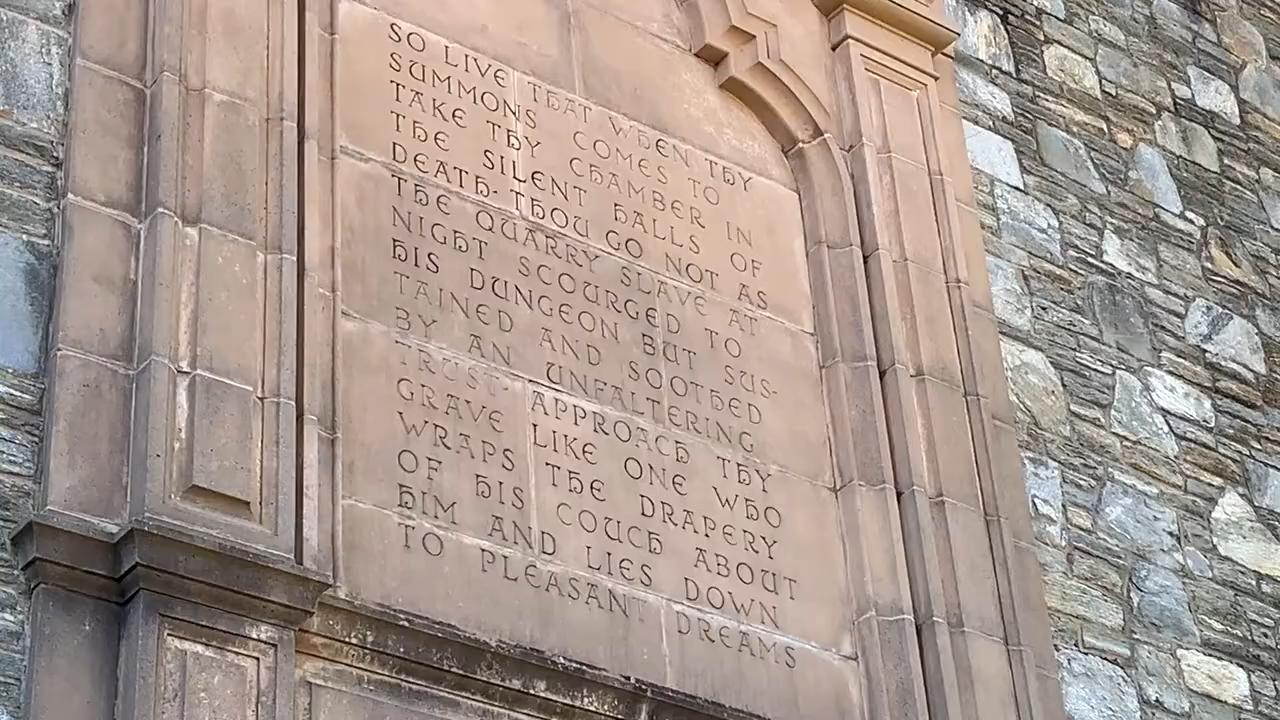 SO LIVE THAT WHEN THY
SUMMONS COMES TO
TAKE THY CHAMBER IN
THE SILENT HALLS OF
DEATH· THOU GO NOT AS
THE QUARRY SLAVE AT
NIGHT SCOURGED TO
HIS DUNGEON BUT SUS-
TAINED AND SOOTHED
BY AN UNFALTERING
TRUST· APPROACH THY
GRAVE LIKE ONE WHO
WRAPS THE DRAPERY
OF HIS COUCH ABOUT
HIM AND LIES DOWN
TO PLEASANT DREAMS